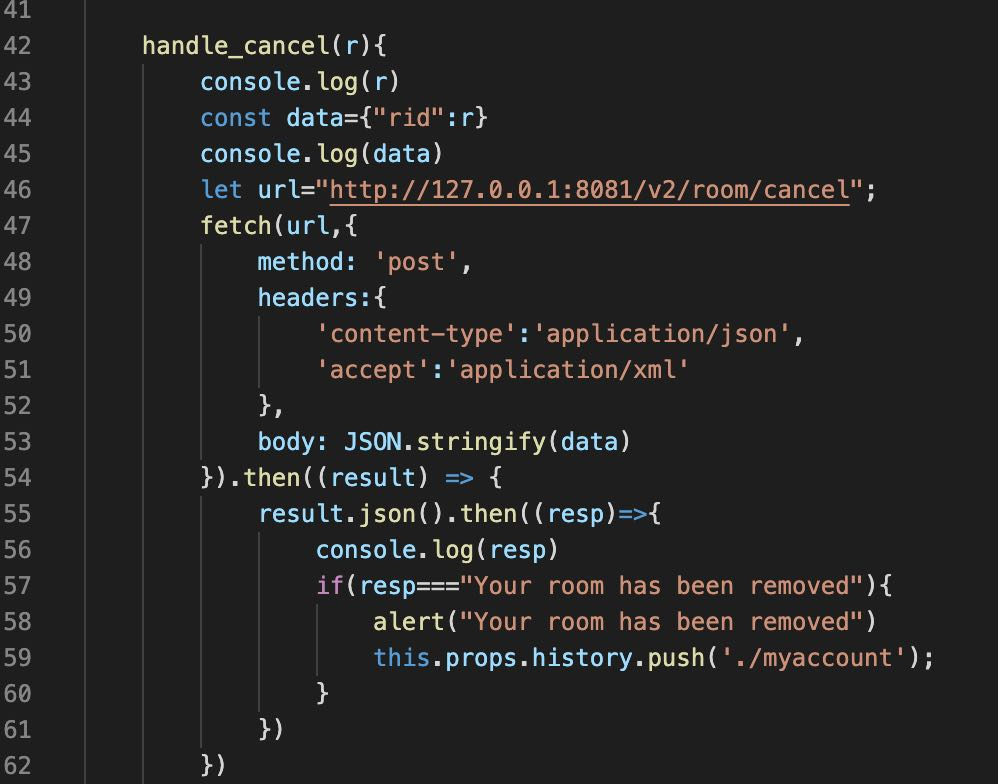 41
42 handle_cancel(r){
43 console.log(r)
44 const data={"rid":r}
45 console.log(data)
46 let url="http://127.0.0.1:8081/v2/room/cancel";
47 fetch(url,{
48 method: 'post',
49 headers:{
50 'content-type':'application/json',
51 'accept':'application/xml'
52 },
53 body: JSON.stringify(data)
54 }).then((result) => {
55 result.json().then((resp)=>{
56 console.log(resp)
57 if(resp==="Your room has been removed"){
58 alert("Your room has been removed")
59 this.props.history.push('./myaccount');
60 }
61 })
62 })